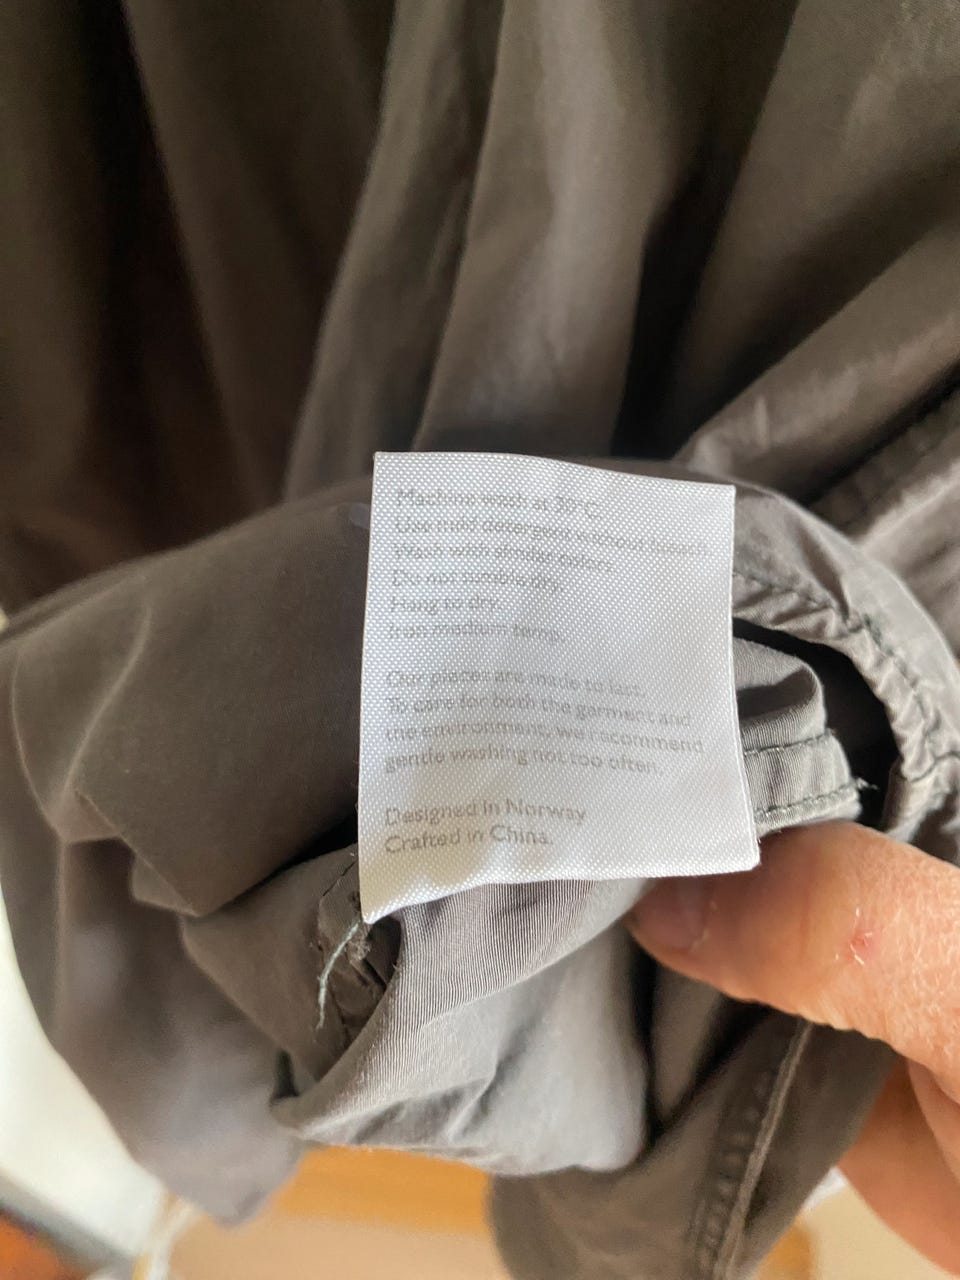 Machine wash at 30°C.
Use mild detergent without bleach.
Wash with similar colors
Do not tumble dry.
Hang to dry.
Iron medium temp.
Our pieces are made to last.
To care for both the garment and
the environment, we recommend
gentle washing not too often.
Designed in Norway
Crafted in China.